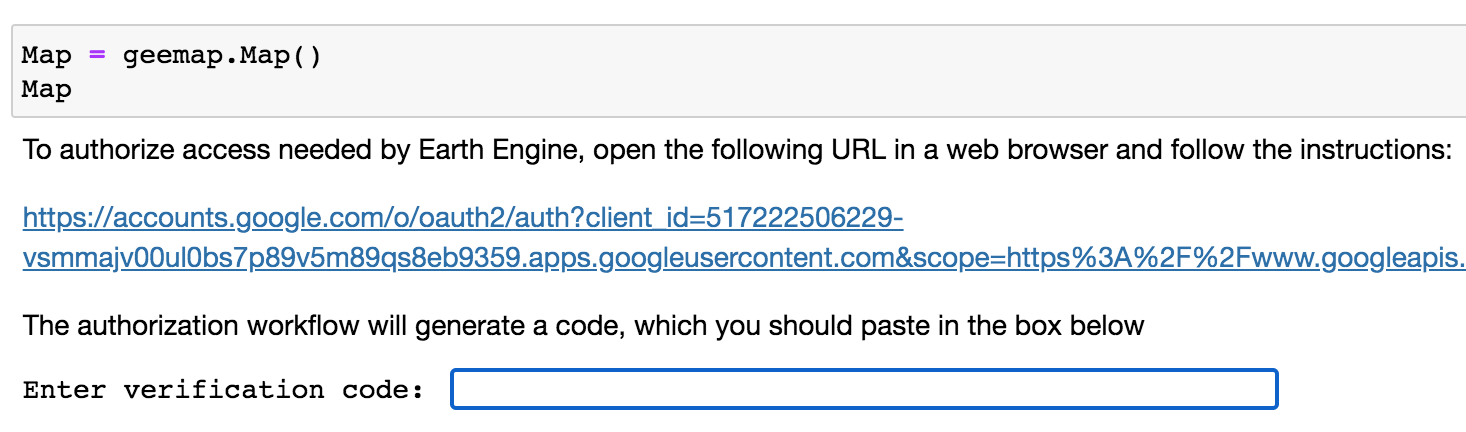 Map = geemap.Map()
Map
To authorize access needed by Earth Engine, open the following URL in a web browser and follow the instructions:
https://accounts.google.com/o/oauth2/auth?client_id=517222506229-
vsmmajv00ul0bs7p89v5m89qs8eb9359.apps.googleusercontent.com&scope=https%3A%2F%2Fwww.googleapis.
The authorization workflow will generate a code, which you should paste in the box below
Enter verification code: